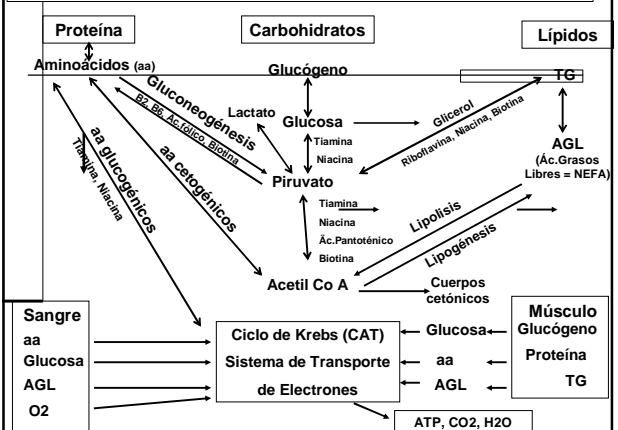 Proteína
Carbohidratos
Lípidos
Aminoácidos (aa)
Glucógeno
TG
Gluconeogénesis
B2, B6, Ac.fólico, Biotina
Lactato
Glucosa
Glicerol
Riboflavina, Niacina, Biotina
AGL
(Ác.Grasos
Libres = NEFA)
Tiamina
Niacina
aa glucogénicos
Tiamina, Niacina
aa cetogénicos
Piruvato
Tiamina
Niacina
Äc.Pantoténico
Biotina
Lipolisis
Lipogénesis
Acetil Co A
Cuerpos
cetónicos
Sangre
aa
Glucosa
AGL
O2
Ciclo de Krebs (CAT)
Sistema de Transporte
de Electrones
Glucosa
aa
AGL
Músculo
Glucógeno
Proteína
TG
ATP, CO2, H2O